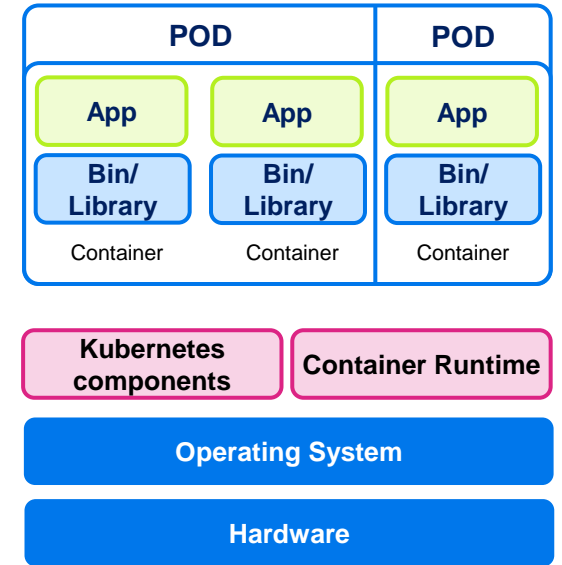 POD POD
App App App
Bin/ Bin/ Bin/
Library Library Library
Container Container Container
Kubernetes
components
Container Runtime
Operating System
Hardware